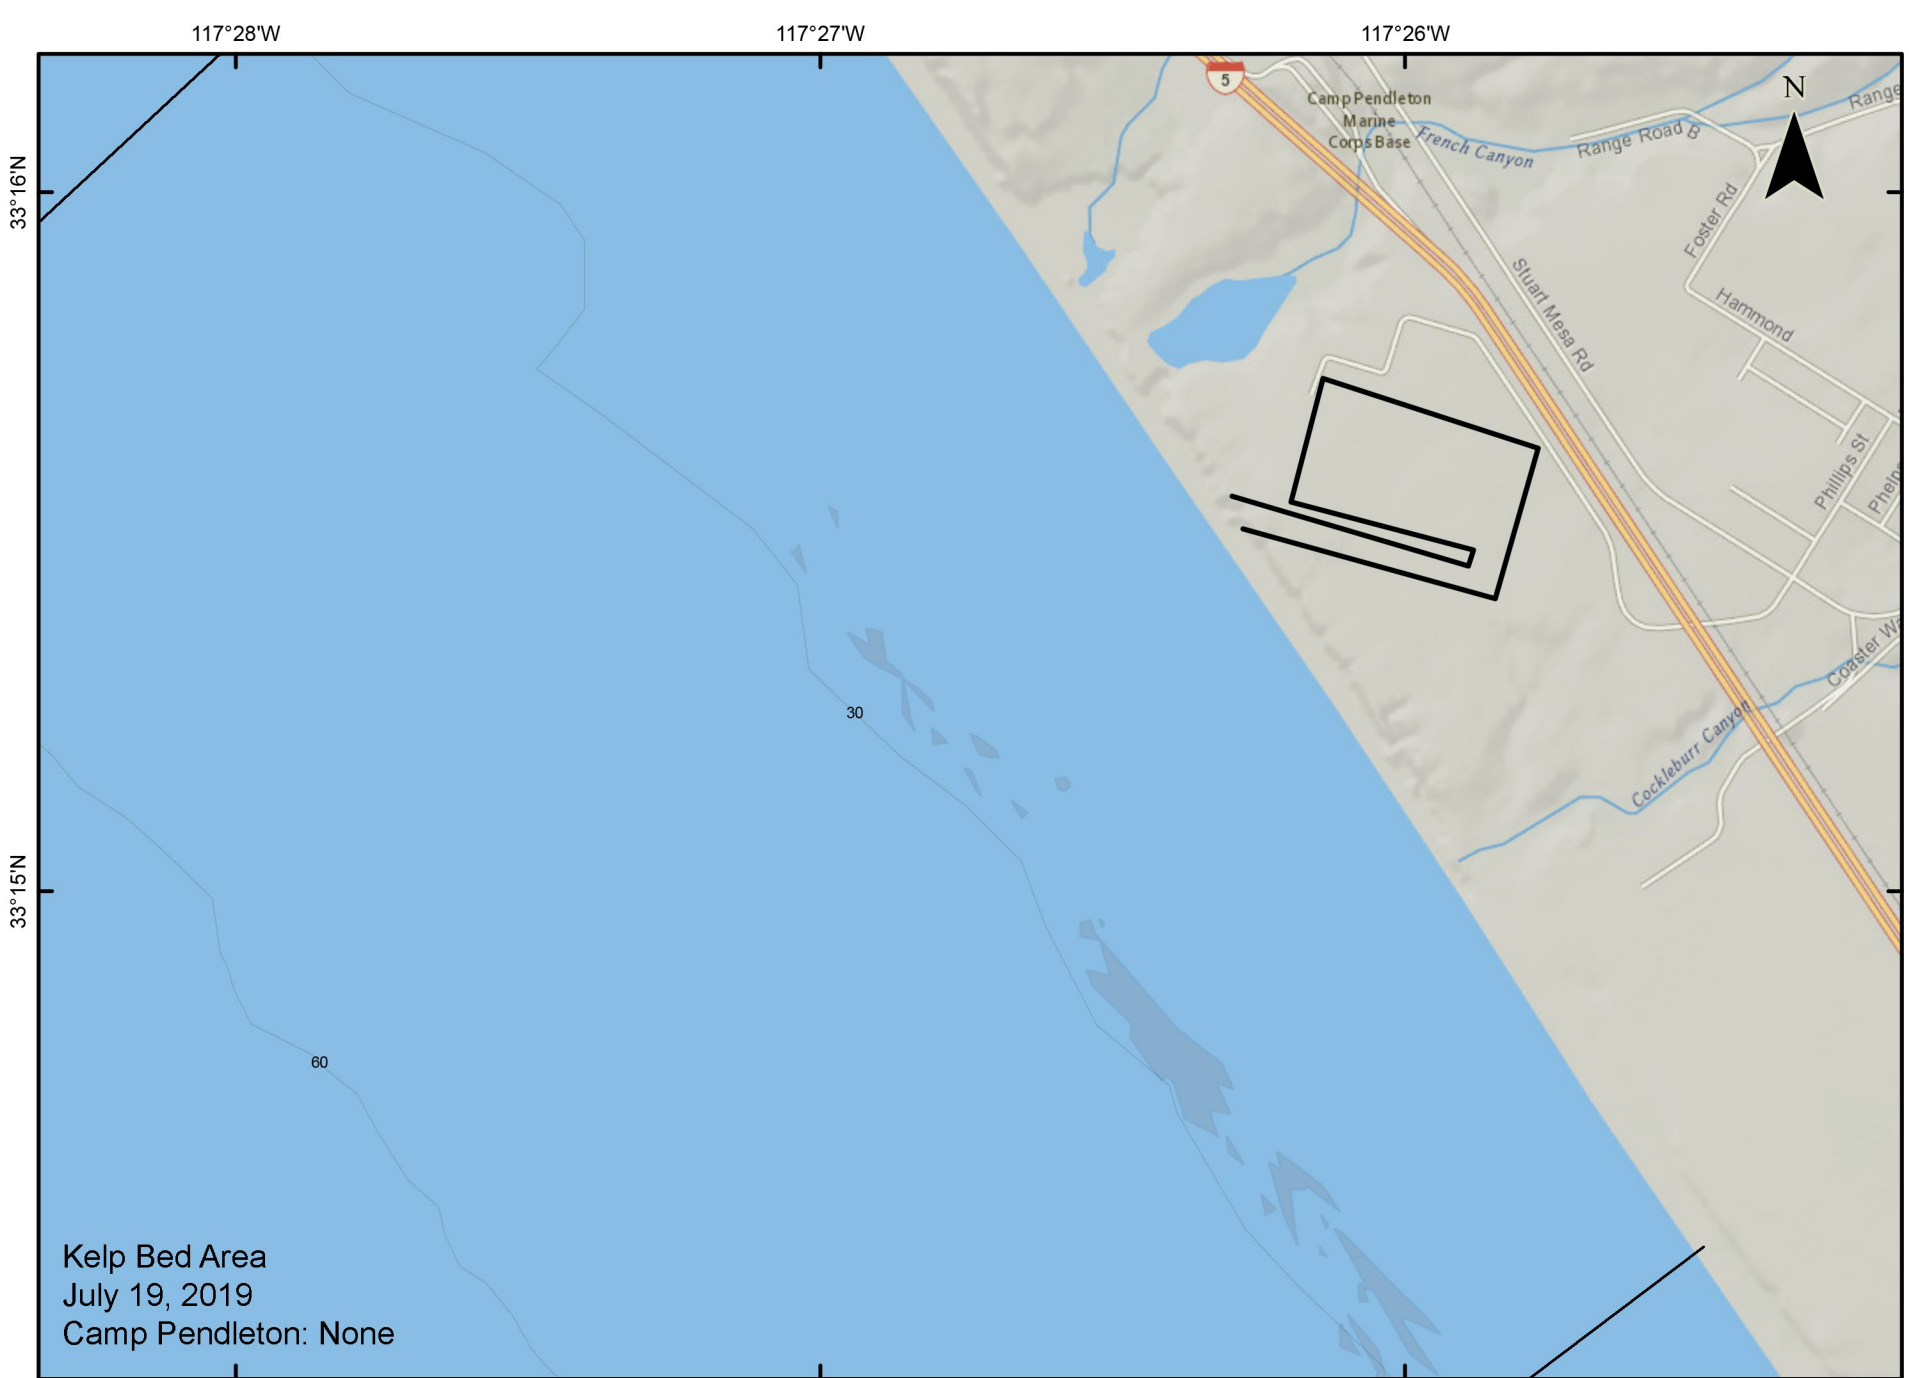 117°28'W
117°27'W
117°26'W
33°16'N
33°15'N
N
5
Camp Pendleton
Marine
Corps Base
French Canyon
Range Road B
Range
Foster Rd
Stuart Mesa Rd
Hammond
Phillips St
Phelps
Coaster Wa
Cockleburr Canyon
30
60
Kelp Bed Area
July 19, 2019
Camp Pendleton: None